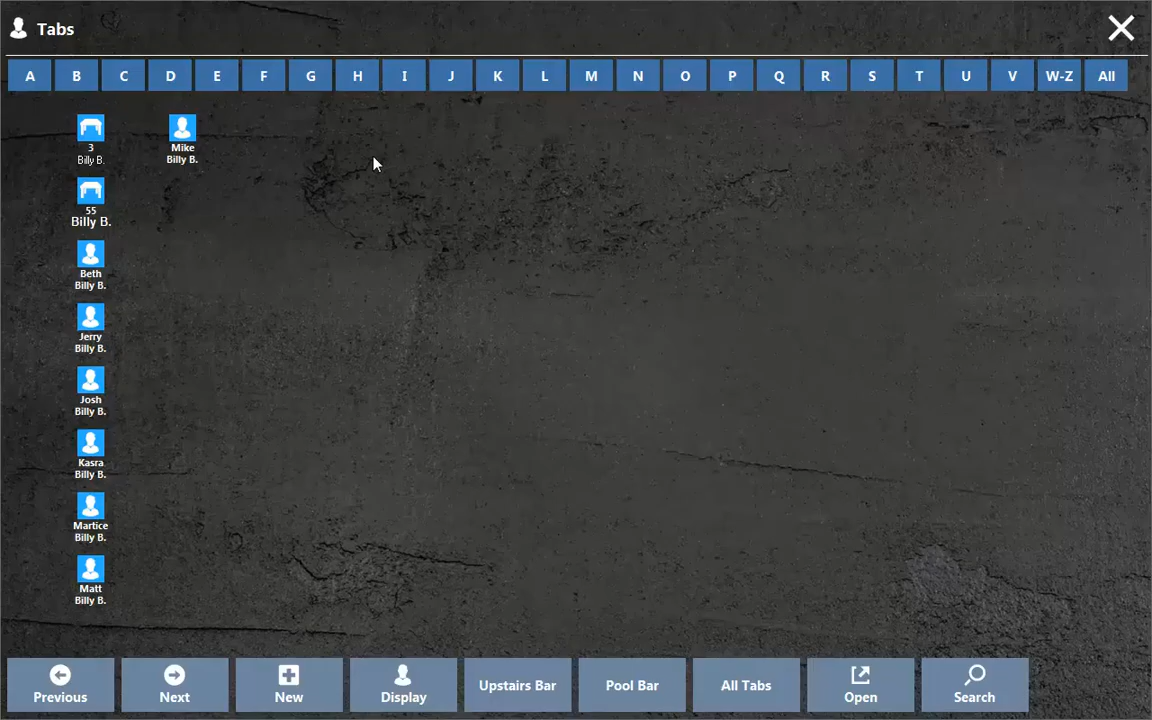 Tabs
A B C D E F G H I J K L M N O P Q R S T U V W-Z All
3
Billy B.
Mike
Billy B.
55
Billy B.
Beth
Billy B.
Jerry
Billy B.
Josh
Billy B.
Kasra
Billy B.
Martice
Billy B.
Matt
Billy B.
Previous Next New Display Upstairs Bar Pool Bar All Tabs Open Search